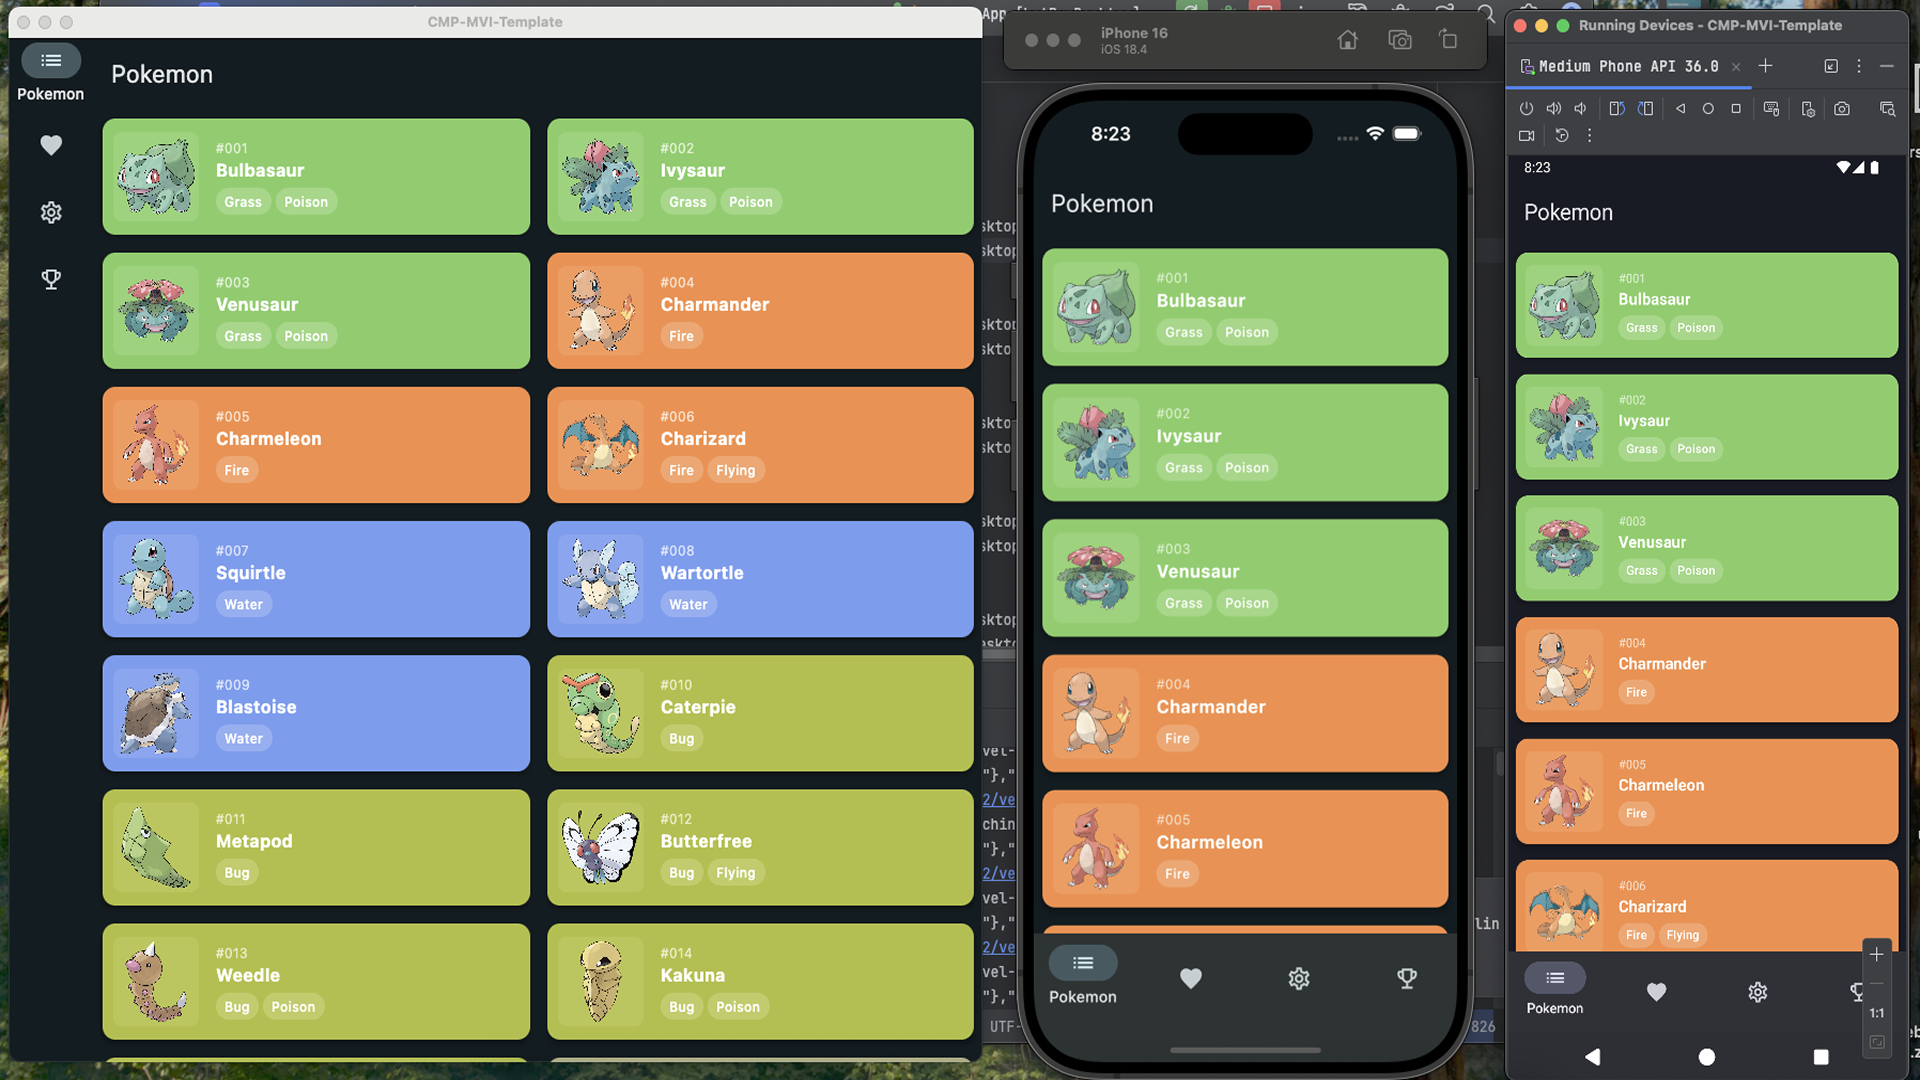 CMP-MVI-Template
Pokemon
Pokemon
#001
Bulbasaur
Grass Poison
#002
Ivysaur
Grass Poison
#003
Venusaur
Grass Poison
#004
Charmander
Fire
#005
Charmeleon
Fire
#006
Charizard
Fire Flying
#007
Squirtle
Water
#008
Wartortle
Water
#009
Blastoise
Water
#010
Caterpie
Bug
#011
Metapod
Bug
#012
Butterfree
Bug Flying
#013
Weedle
Bug Poison
#014
Kakuna
Bug Poison
iPhone 16
iOS 18.4
8:23
Pokemon
#001
Bulbasaur
Grass Poison
#002
Ivysaur
Grass Poison
#003
Venusaur
Grass Poison
#004
Charmander
Fire
#005
Charmeleon
Fire
Pokemon
UTF-
826
Running Devices - CMP-MVI-Template
Medium Phone API 36.0
8:23
Pokemon
#001
Bulbasaur
Grass Poison
#002
Ivysaur
Grass Poison
#003
Venusaur
Grass Poison
#004
Charmander
Fire
#005
Charmeleon
Fire
#006
Charizard
Fire Flying
Pokemon
1:1